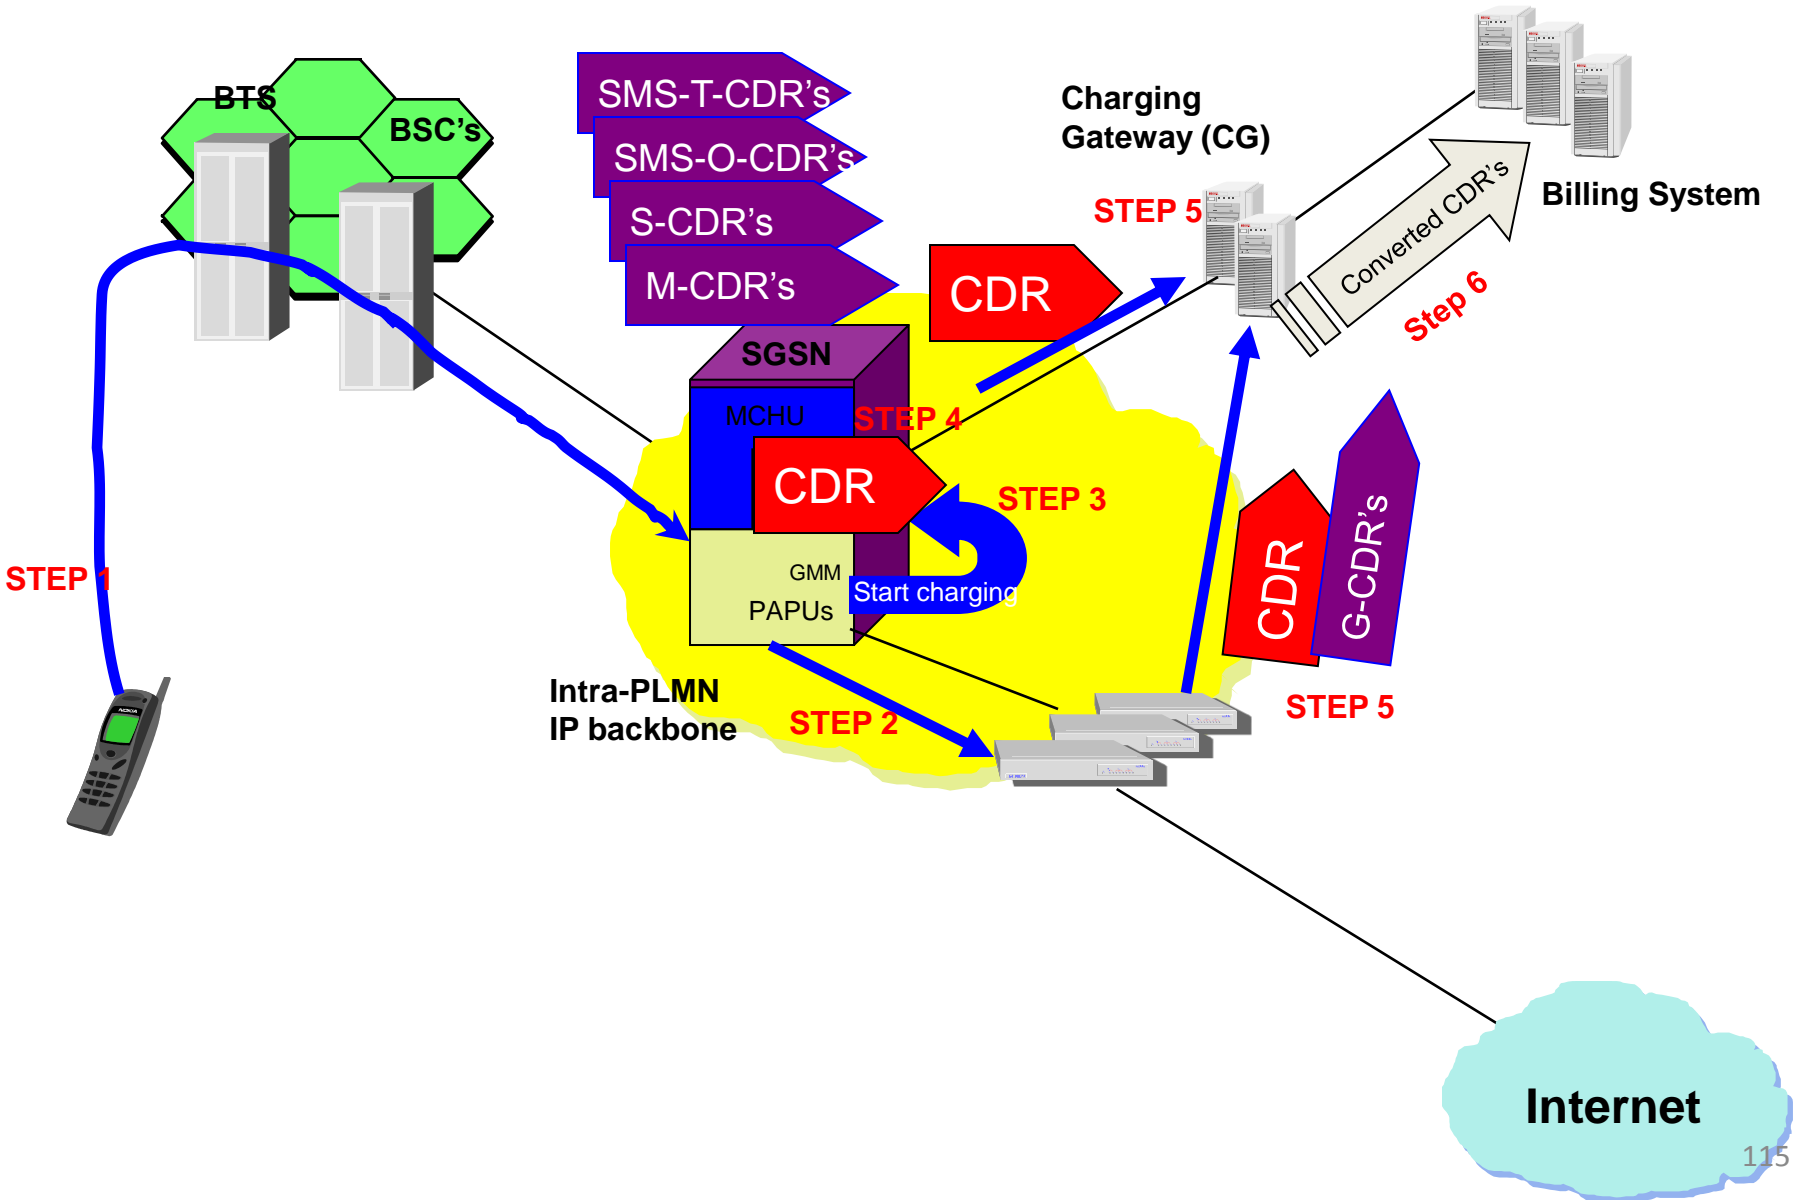 BTS
BSC's
SMS-T-CDR's
SMS-O-CDR's
S-CDR's
M-CDR's
CDR
Charging
Gateway (CG)
STEP 5
Converted CDR's
Step 6
Billing System
SGSN
MCHU
STEP 4
CDR
STEP 3
GMM
Start charging
PAPUs
STEP 1
NOKIA
Intra-PLMN
IP backbone
STEP 2
CDR
G-CDR's
STEP 5
Internet
115